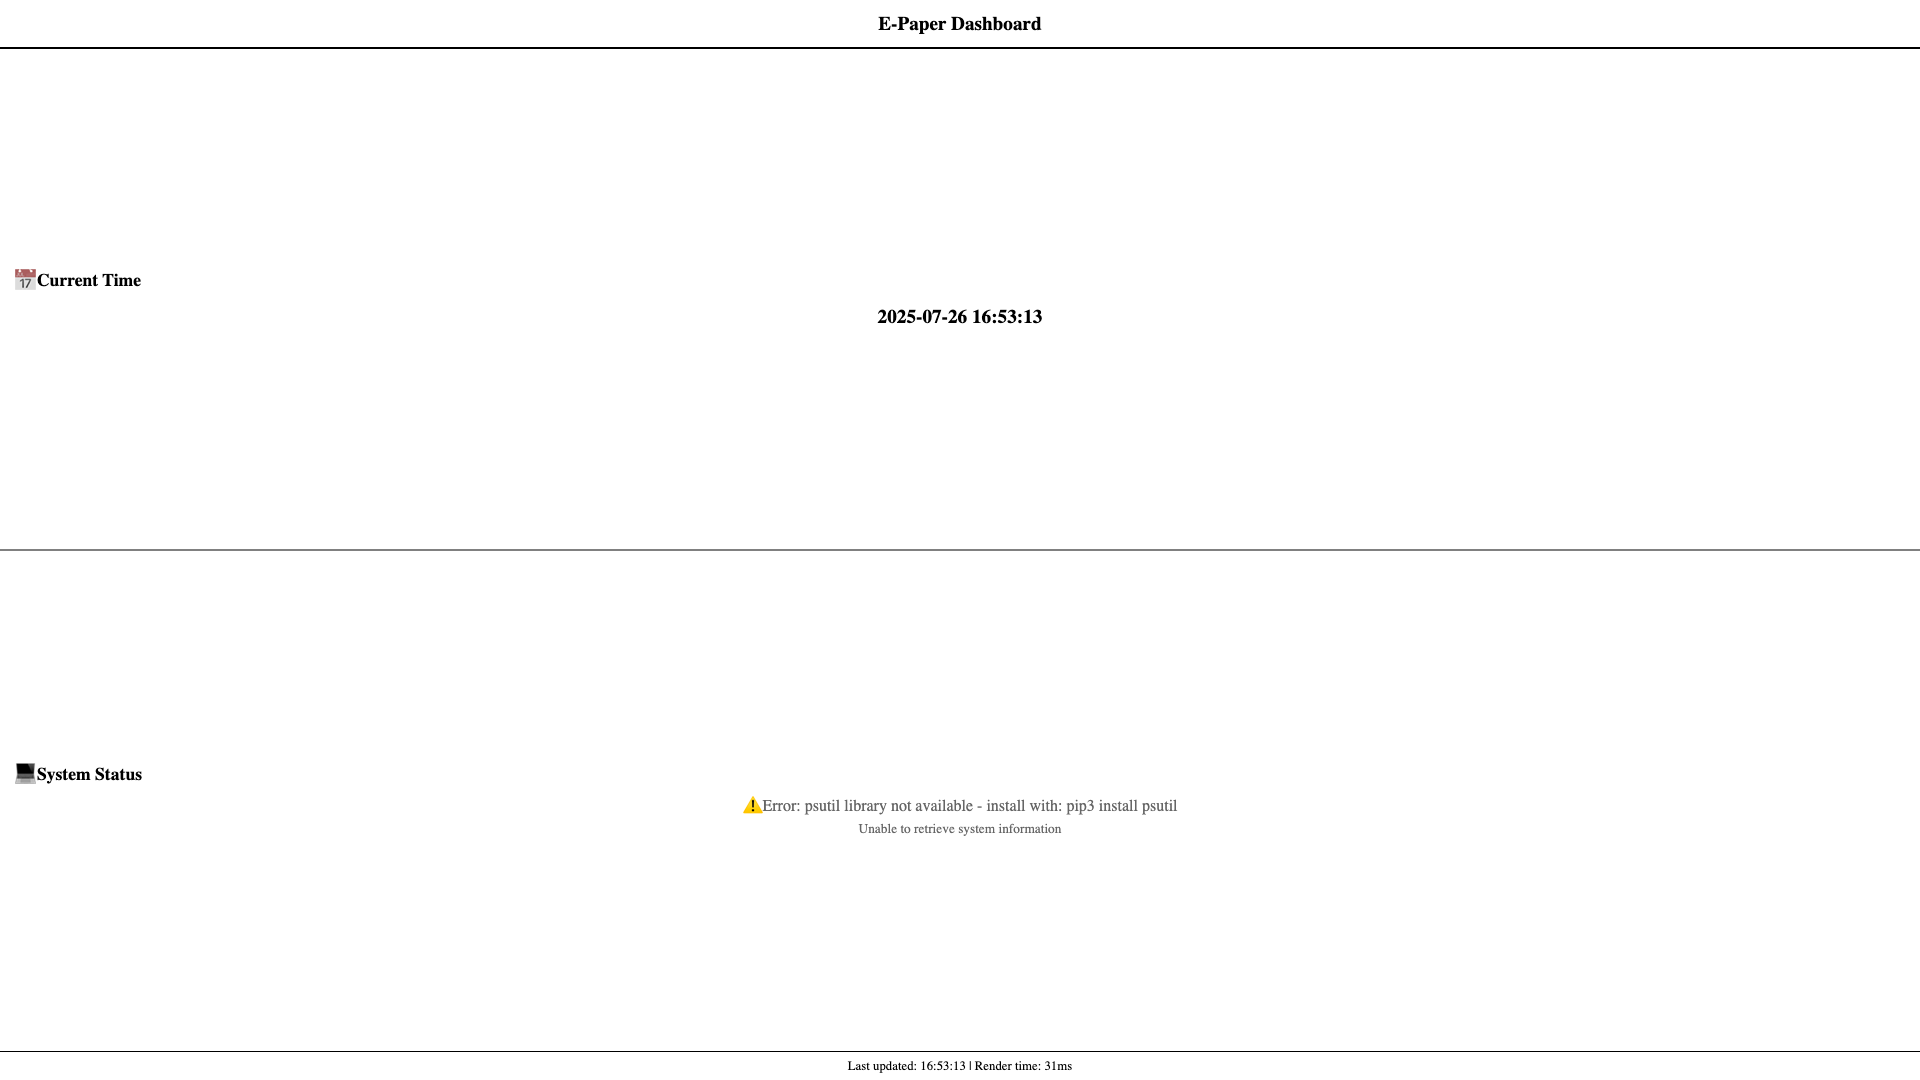 E-Paper Dashboard
📅Current Time
2025-07-26 16:53:13
💻System Status
⚠️Error: psutil library not available - install with: pip3 install psutil
Unable to retrieve system information
Last updated: 16:53:13 | Render time: 31ms